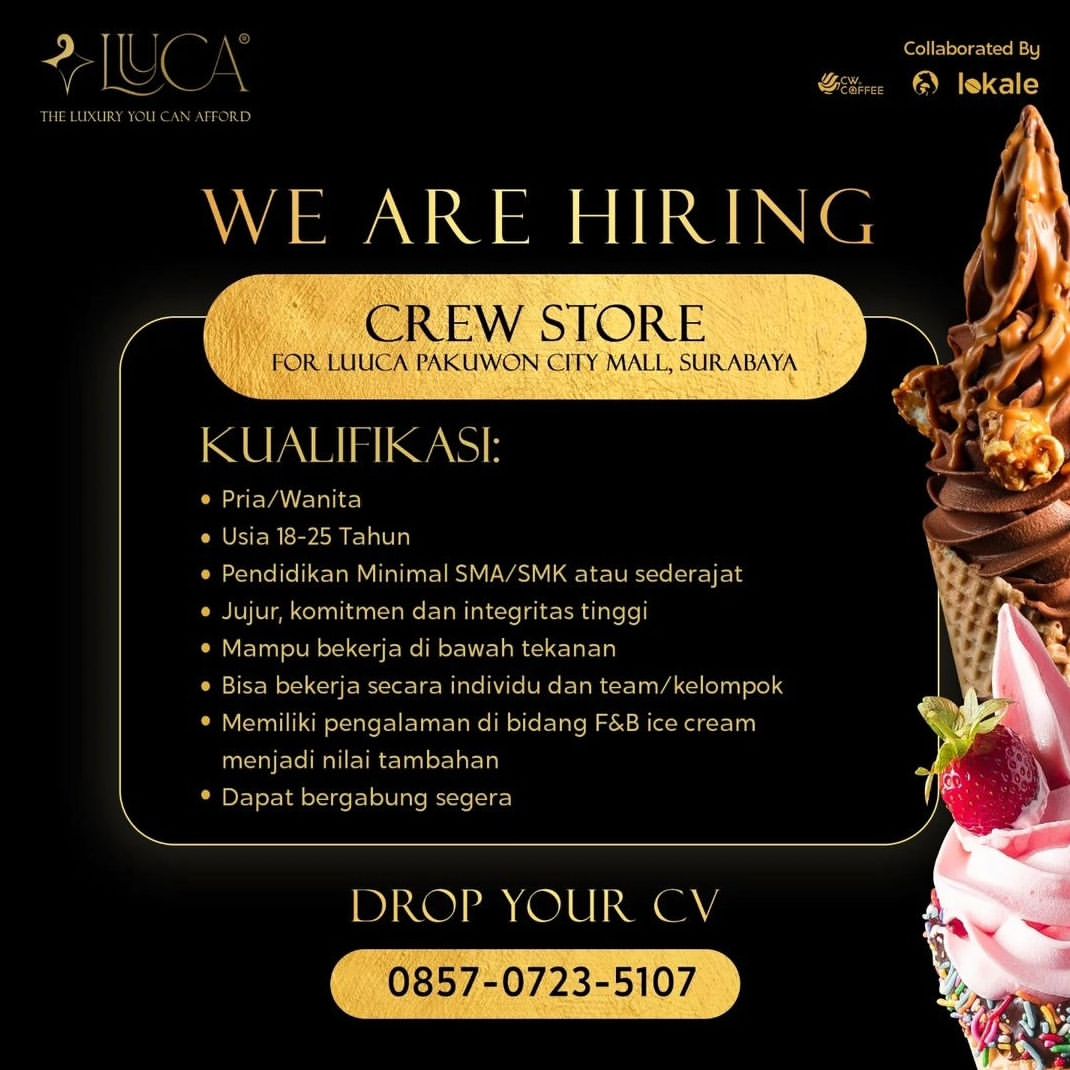 LUUCA®
THE LUXURY YOU CAN AFFORD
Collaborated By
CW COFFEE
lokale
WE ARE HIRING
CREW STORE
FOR LUUCA PAKUWON CITY MALL, SURABAYA
KUALIFIKASI:
• Pria/Wanita
• Usia 18-25 Tahun
• Pendidikan Minimal SMA/SMK atau sederajat
• Jujur, komitmen dan integritas tinggi
• Mampu bekerja di bawah tekanan
• Bisa bekerja secara individu dan team/kelompok
• Memiliki pengalaman di bidang F&B ice cream
menjadi nilai tambahan
• Dapat bergabung segera
DROP YOUR CV
0857-0723-5107